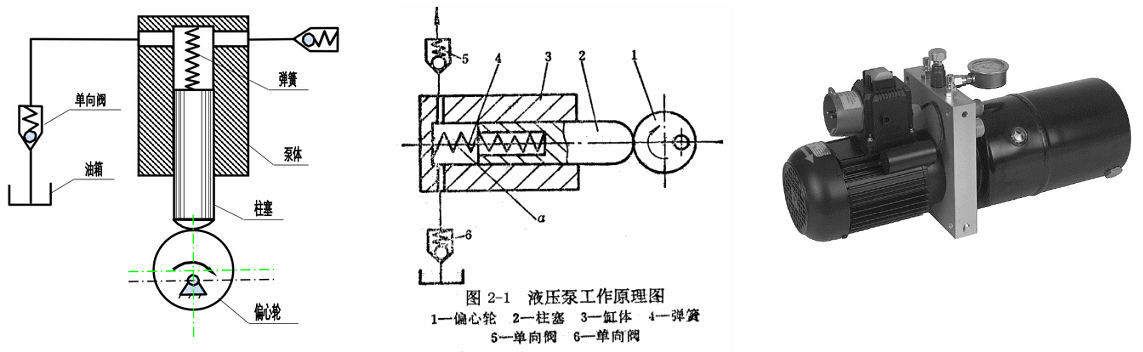 弹簧
单向阀
泵体
油箱
柱塞
偏心轮
5
4
3
2
1
a
6
图 2-1 液压泵工作原理图
1—偏心轮 2—柱塞 3—缸体 4—弹簧
5—单向阀 6—单向阀